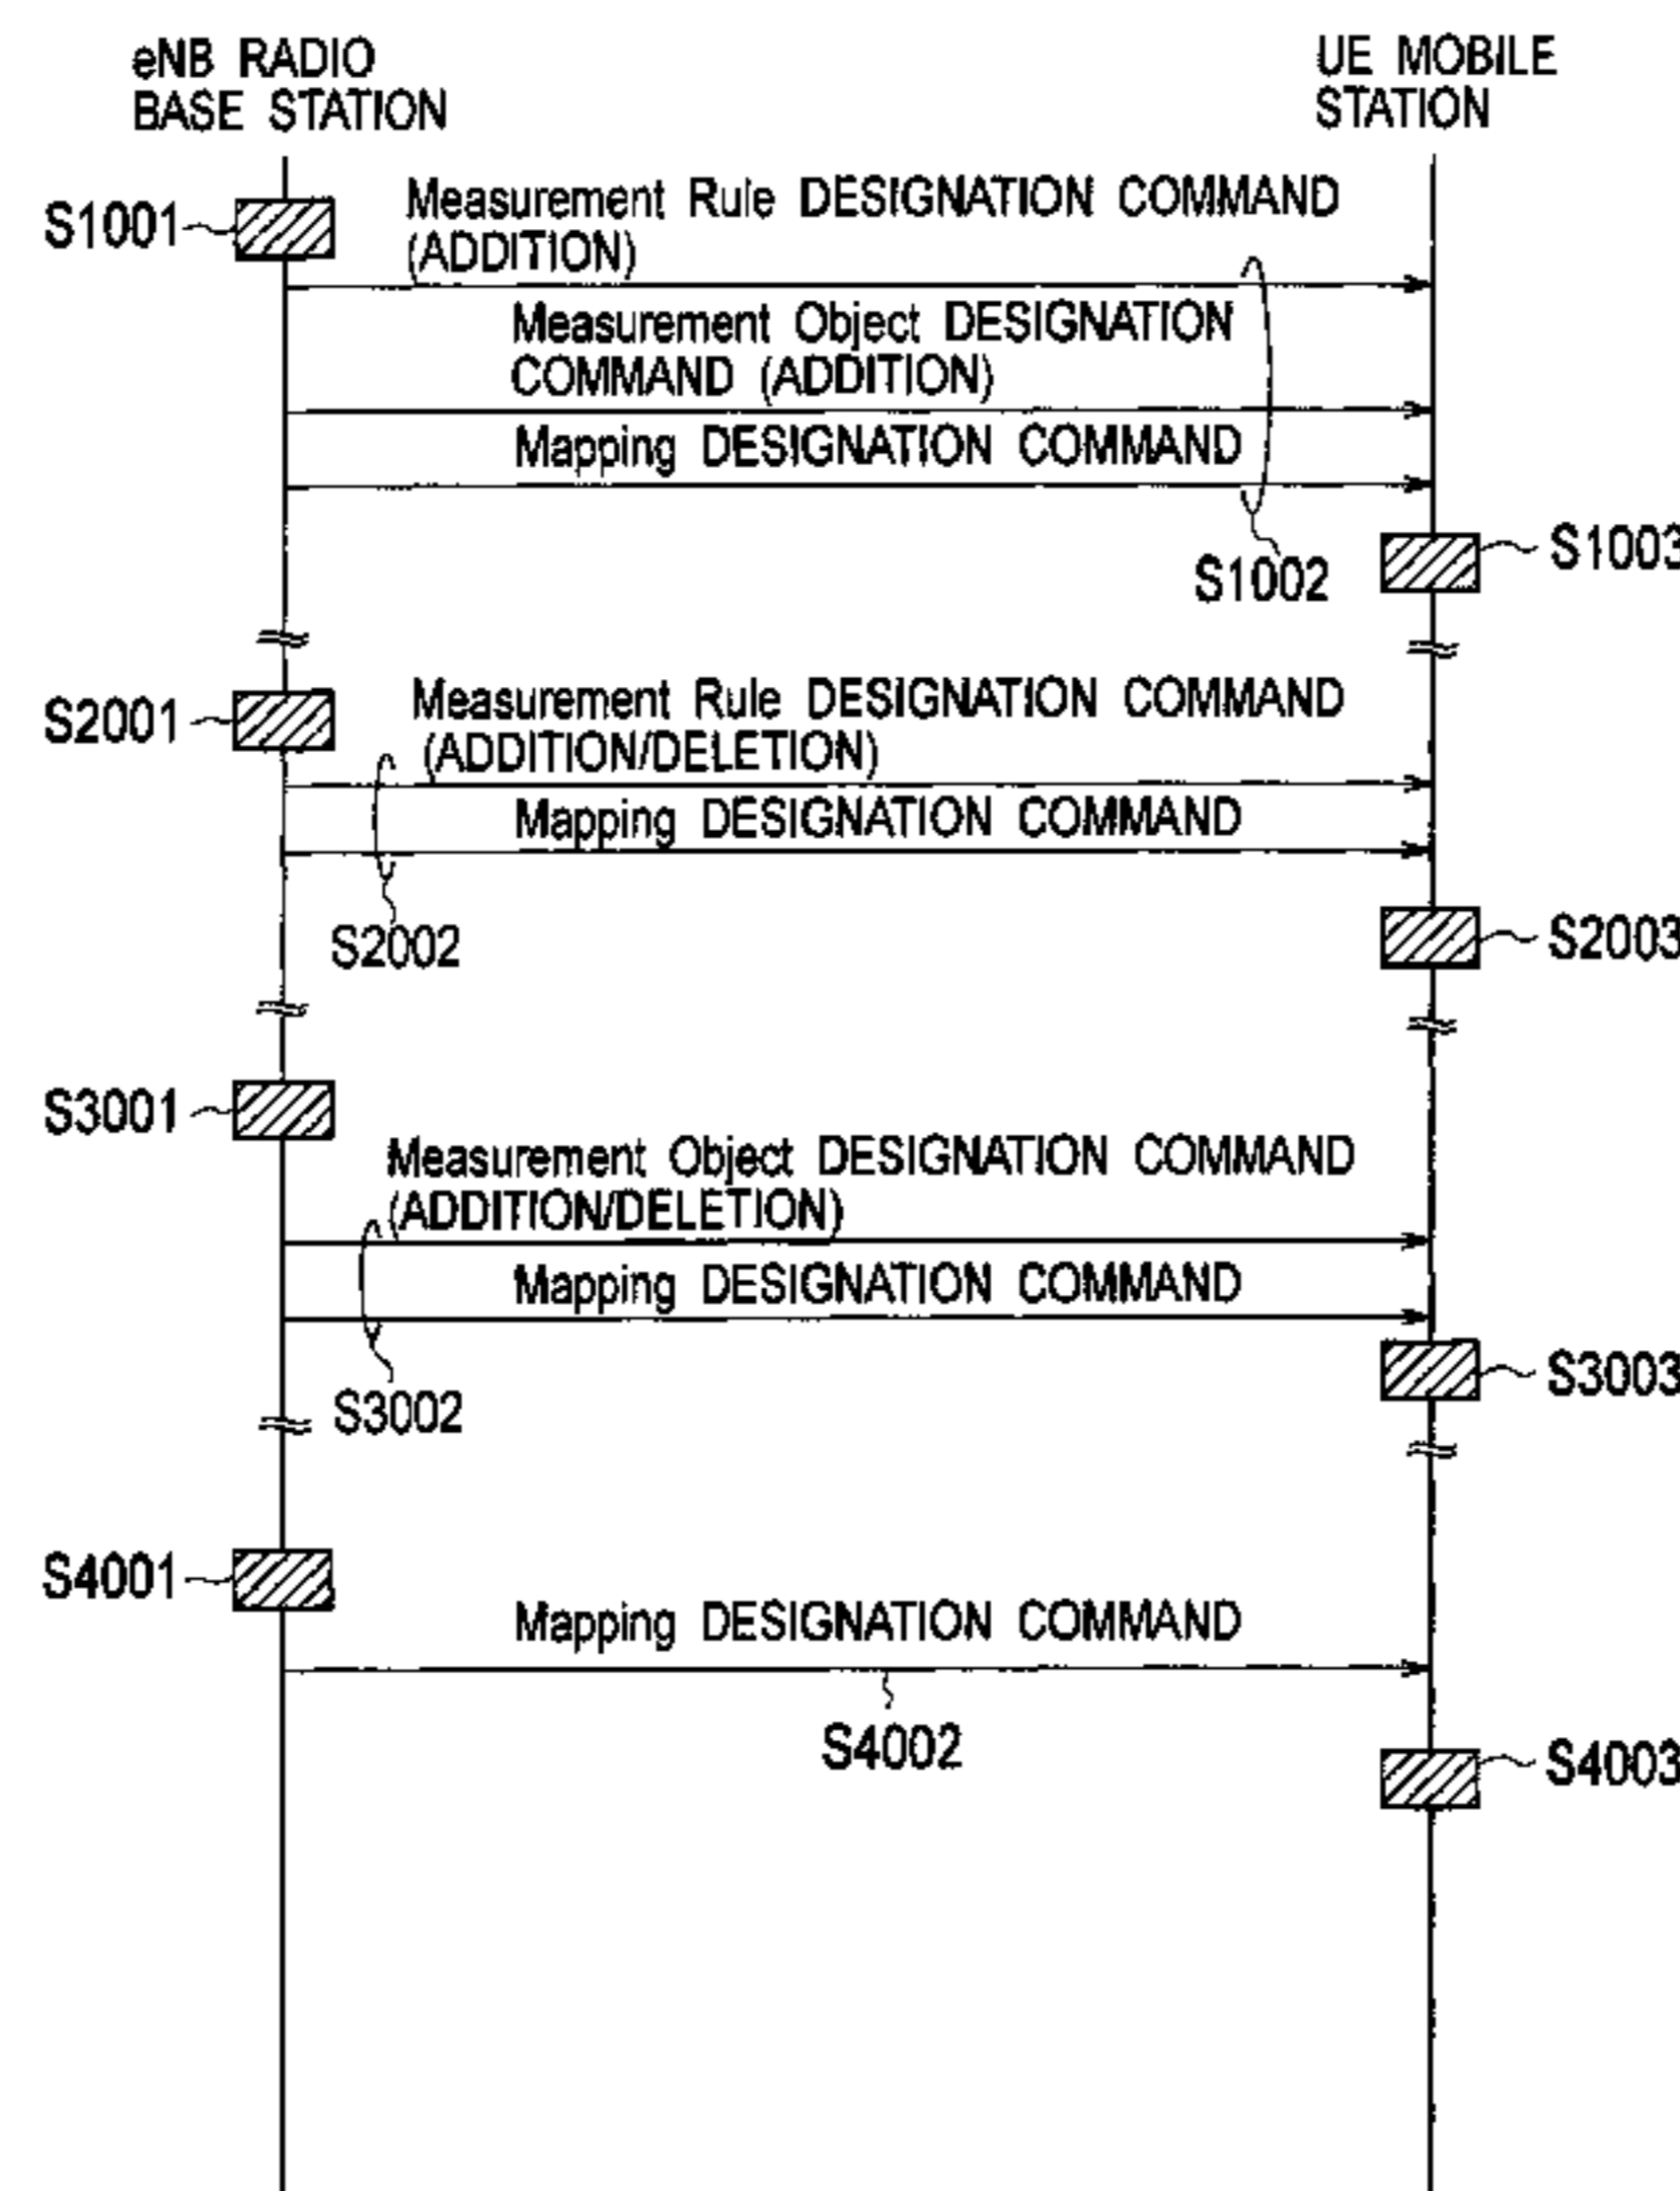 eNB RADIO
BASE STATION
UE MOBILE
STATION
S1001
Measurement Rule DESIGNATION COMMAND
(ADDITION)
Measurement Object DESIGNATION
COMMAND (ADDITION)
Mapping DESIGNATION COMMAND
S1002
S1003
S2001
Measurement Rule DESIGNATION COMMAND
(ADDITION/DELETION)
Mapping DESIGNATION COMMAND
S2002
S2003
S3001
Measurement Object DESIGNATION COMMAND
(ADDITION/DELETION)
Mapping DESIGNATION COMMAND
S3002
S3003
S4001
Mapping DESIGNATION COMMAND
S4002
S4003